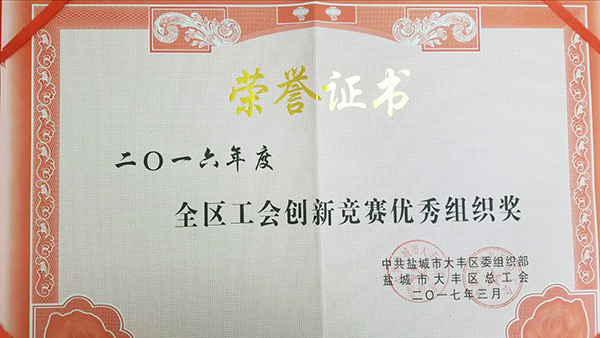 荣誉证书
二〇一六年度
全区工会创新竞赛优秀组织奖
中共盐城市大丰区委组织部
盐城市大丰区总工会
二〇一七年三月